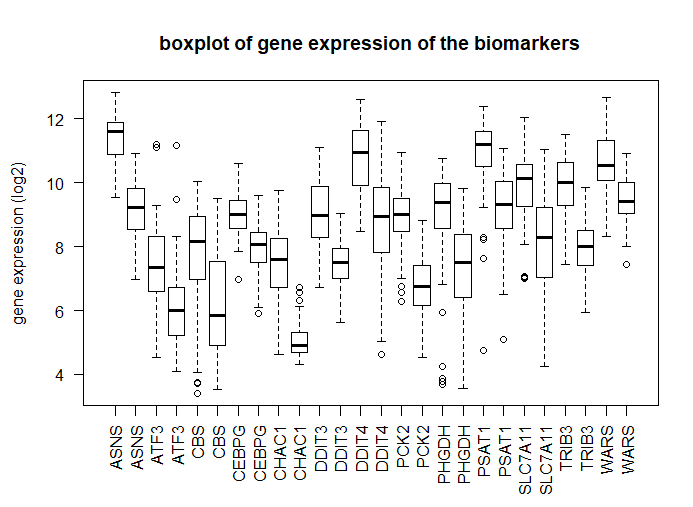 boxplot of gene expression of the biomarkers
gene expression (log2)
12
10
8
6
4
ASNS
ASNS
ATF3
ATF3
CBS
CBS
CEBPG
CEBPG
CHAC1
CHAC1
DDIT3
DDIT3
DDIT4
DDIT4
PCK2
PCK2
PHGDH
PHGDH
PSAT1
PSAT1
SLC7A11
SLC7A11
TRIB3
TRIB3
WARS
WARS